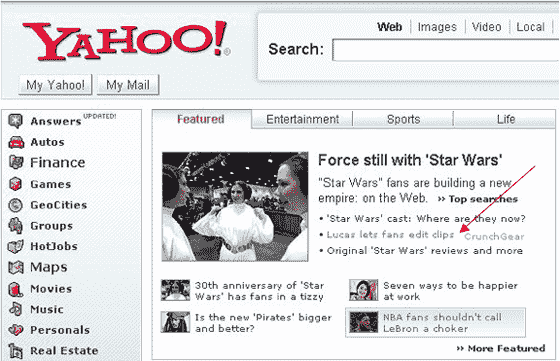 YAHOO!
Web | Images | Video | Local
Search:
My Yahoo!
My Mail
Answers UPDATED!
Autos
Finance
Games
GeoCities
Groups
HotJobs
Maps
Movies
Music
Personals
Real Estate
Featured
Entertainment
Sports
Life
Force still with 'Star Wars'
"Star Wars" fans are building a new
empire: on the Web. ›› Top searches
• 'Star Wars' cast: Where are they now?
• Lucas lets fans edit clips CrunchGear
• Original 'Star Wars' reviews and more
30th anniversary of 'Star
Wars' has fans in a tizzy
Seven ways to be happier
at work
Is the new 'Pirates' bigger
and better?
NBA fans shouldn't call
LeBron a choker
›› More Featured